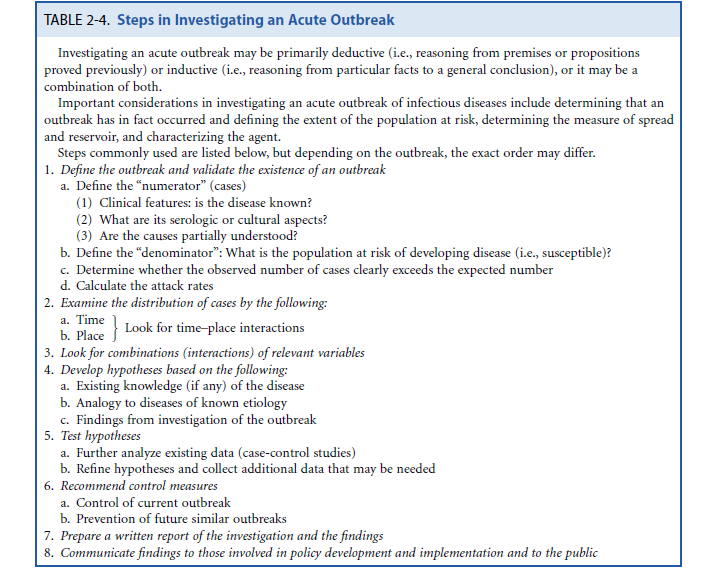 TABLE 2-4. Steps in Investigating an Acute Outbreak
Investigating an acute outbreak may be primarily deductive (i.e., reasoning from premises or propositions
proved previously) or inductive (i.e., reasoning from particular facts to a general conclusion), or it may be a
combination of both.
Important considerations in investigating an acute outbreak of infectious diseases include determining that an
outbreak has in fact occurred and defining the extent of the population at risk, determining the measure of spread
and reservoir, and characterizing the agent.
Steps commonly used are listed below, but depending on the outbreak, the exact order may differ.
1. Define the outbreak and validate the existence of an outbreak
a. Define the “numerator” (cases)
(1) Clinical features: is the disease known?
(2) What are its serologic or cultural aspects?
(3) Are the causes partially understood?
b. Define the “denominator”: What is the population at risk of developing disease (i.e., susceptible)?
c. Determine whether the observed number of cases clearly exceeds the expected number
d. Calculate the attack rates
2. Examine the distribution of cases by the following:
a. Time
b. Place
Look for time–place interactions
3. Look for combinations (interactions) of relevant variables
4. Develop hypotheses based on the following:
a. Existing knowledge (if any) of the disease
b. Analogy to diseases of known etiology
c. Findings from investigation of the outbreak
5. Test hypotheses
a. Further analyze existing data (case-control studies)
b. Refine hypotheses and collect additional data that may be needed
6. Recommend control measures
a. Control of current outbreak
b. Prevention of future similar outbreaks
7. Prepare a written report of the investigation and the findings
8. Communicate findings to those involved in policy development and implementation and to the public